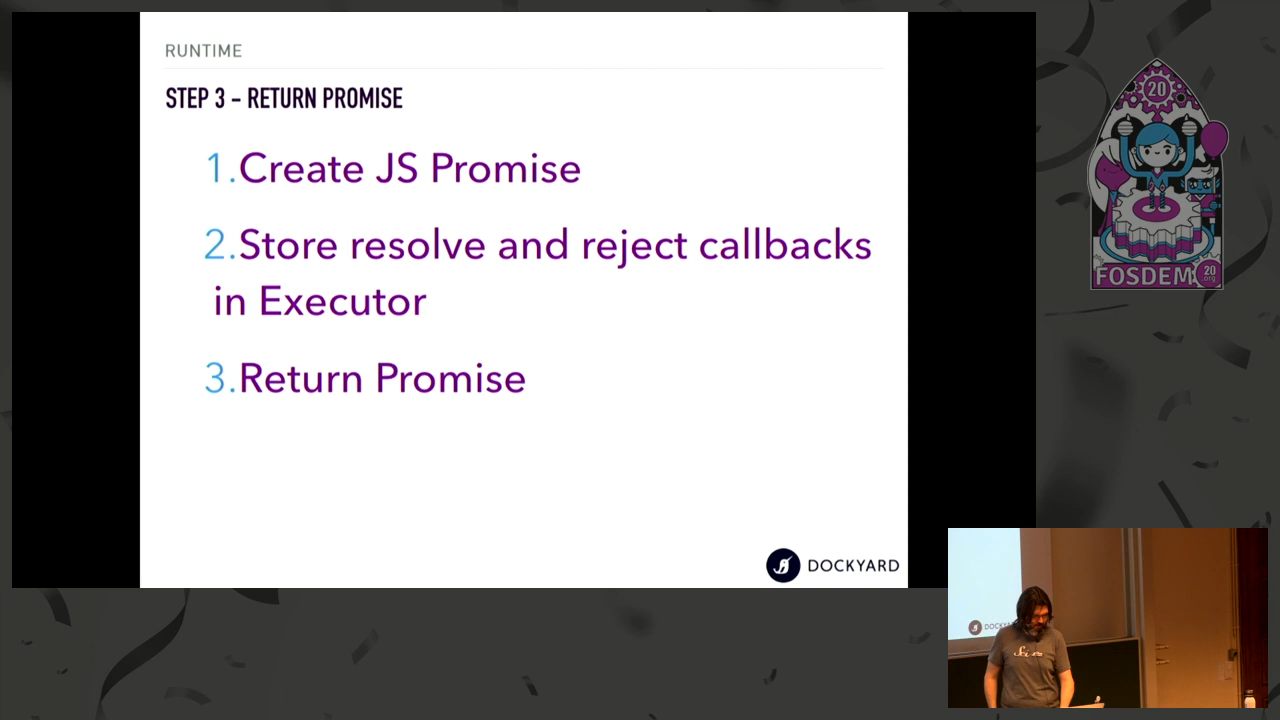 RUNTIME
STEP 3 - RETURN PROMISE
1.Create JS Promise
2.Store resolve and reject callbacks
in Executor
3.Return Promise
DOCKYARD
20
FOSDEM
20
.org